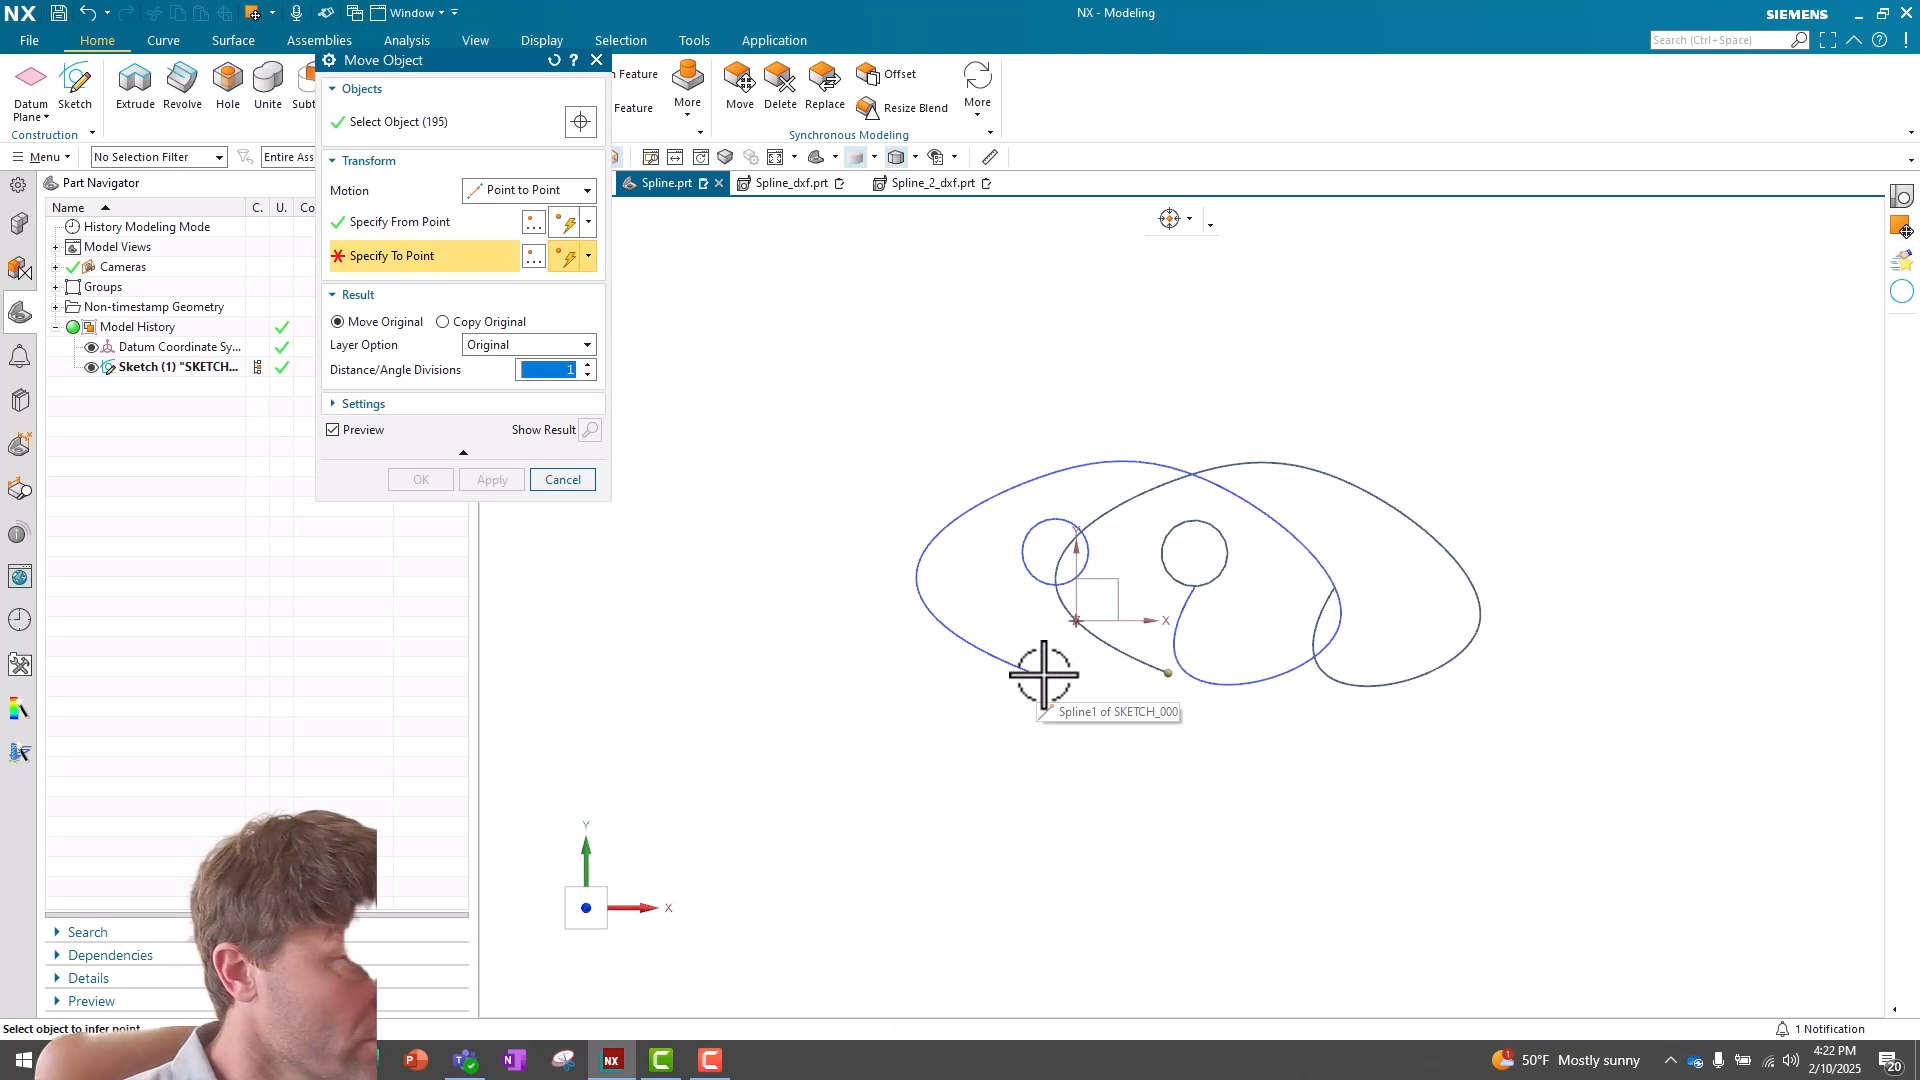 NX
Window
NX - Modeling
SIEMENS
File
Home
Curve
Surface
Assemblies
Analysis
View
Display
Selection
Tools
Application
Search (Ctrl+Space)
Datum Plane
Sketch
Extrude
Revolve
Hole
Unite
Subt
Construction
n Feature
Feature
More
Move
Delete
Replace
Offset
Resize Blend
More
Synchronous Modeling
Menu
No Selection Filter
Entire Ass
Part Navigator
Spline.prt
Spline_dxf.prt
Spline_2_dxf.prt
Name
C.
U.
Co
History Modeling Mode
Model Views
Cameras
Groups
Non-timestamp Geometry
Model History
Datum Coordinate Sy...
Sketch (1) "SKETCH...
Move Object
Objects
Select Object (195)
Transform
Motion
Point to Point
Specify From Point
Specify To Point
Result
Move Original
Copy Original
Layer Option
Original
Distance/Angle Divisions
1
Settings
Preview
Show Result
OK
Apply
Cancel
Y
X
Spline1 of SKETCH_000
Y
X
Search
Dependencies
Details
Preview
Select object to infer point
1 Notification
NX
50°F Mostly sunny
4:22 PM
2/10/2025
20